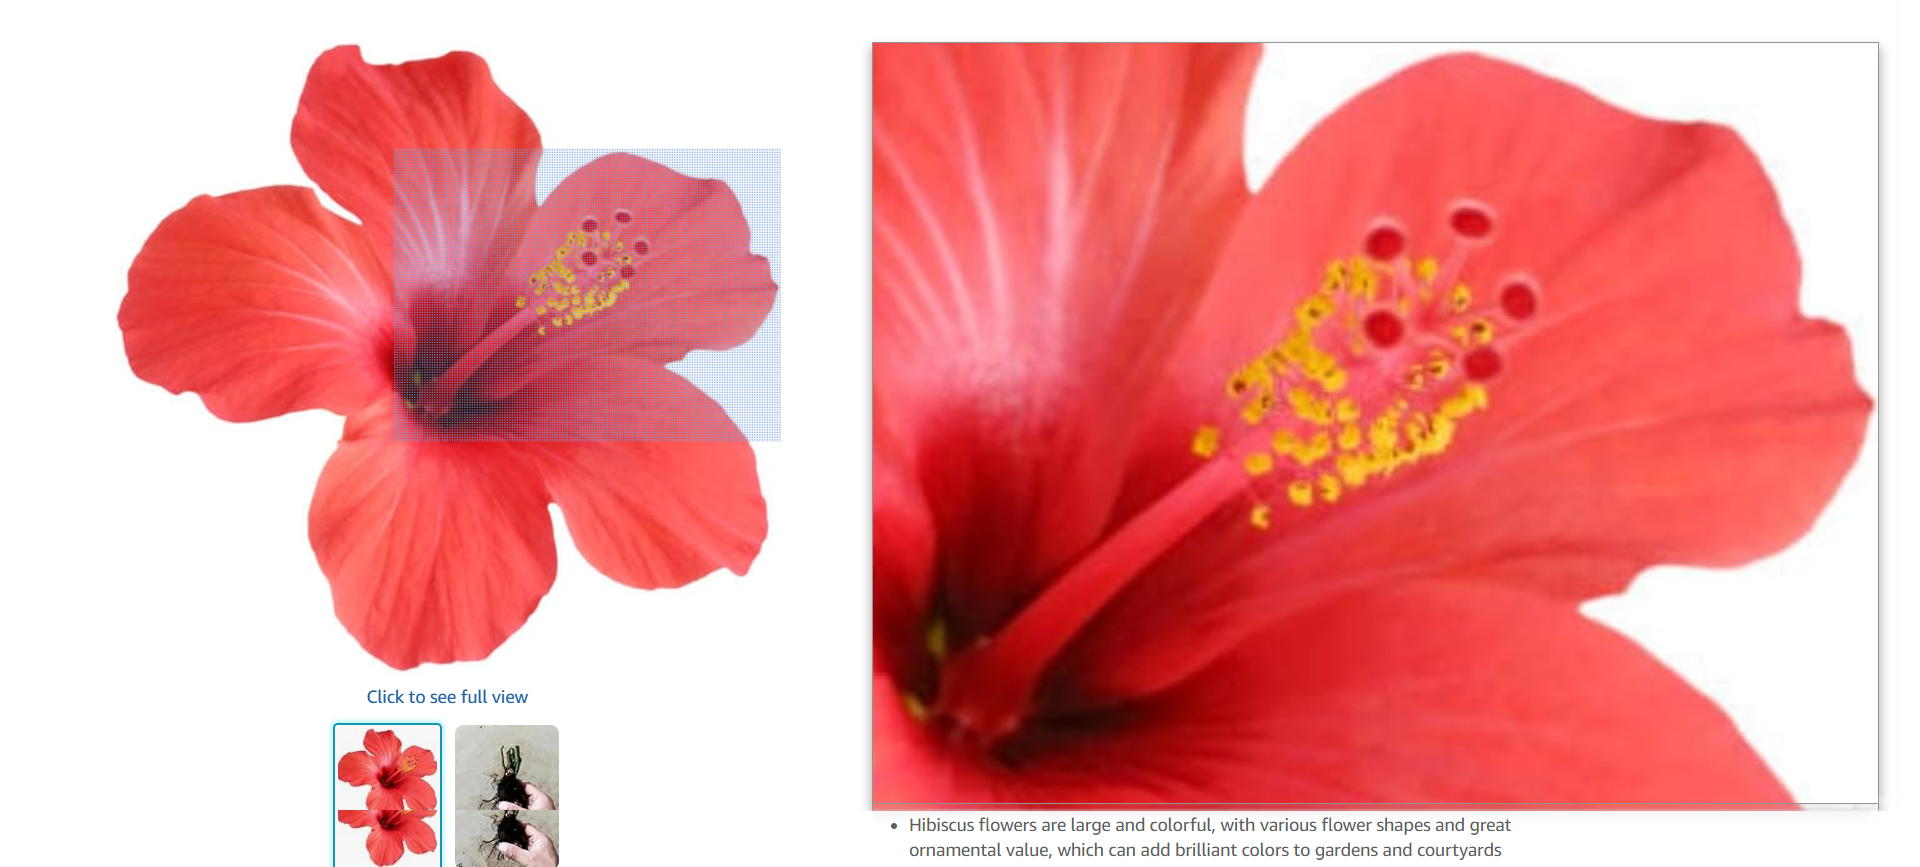 Click to see full view
Hibiscus flowers are large and colorful, with various flower shapes and great
ornamental value, which can add brilliant colors to gardens and courtyards